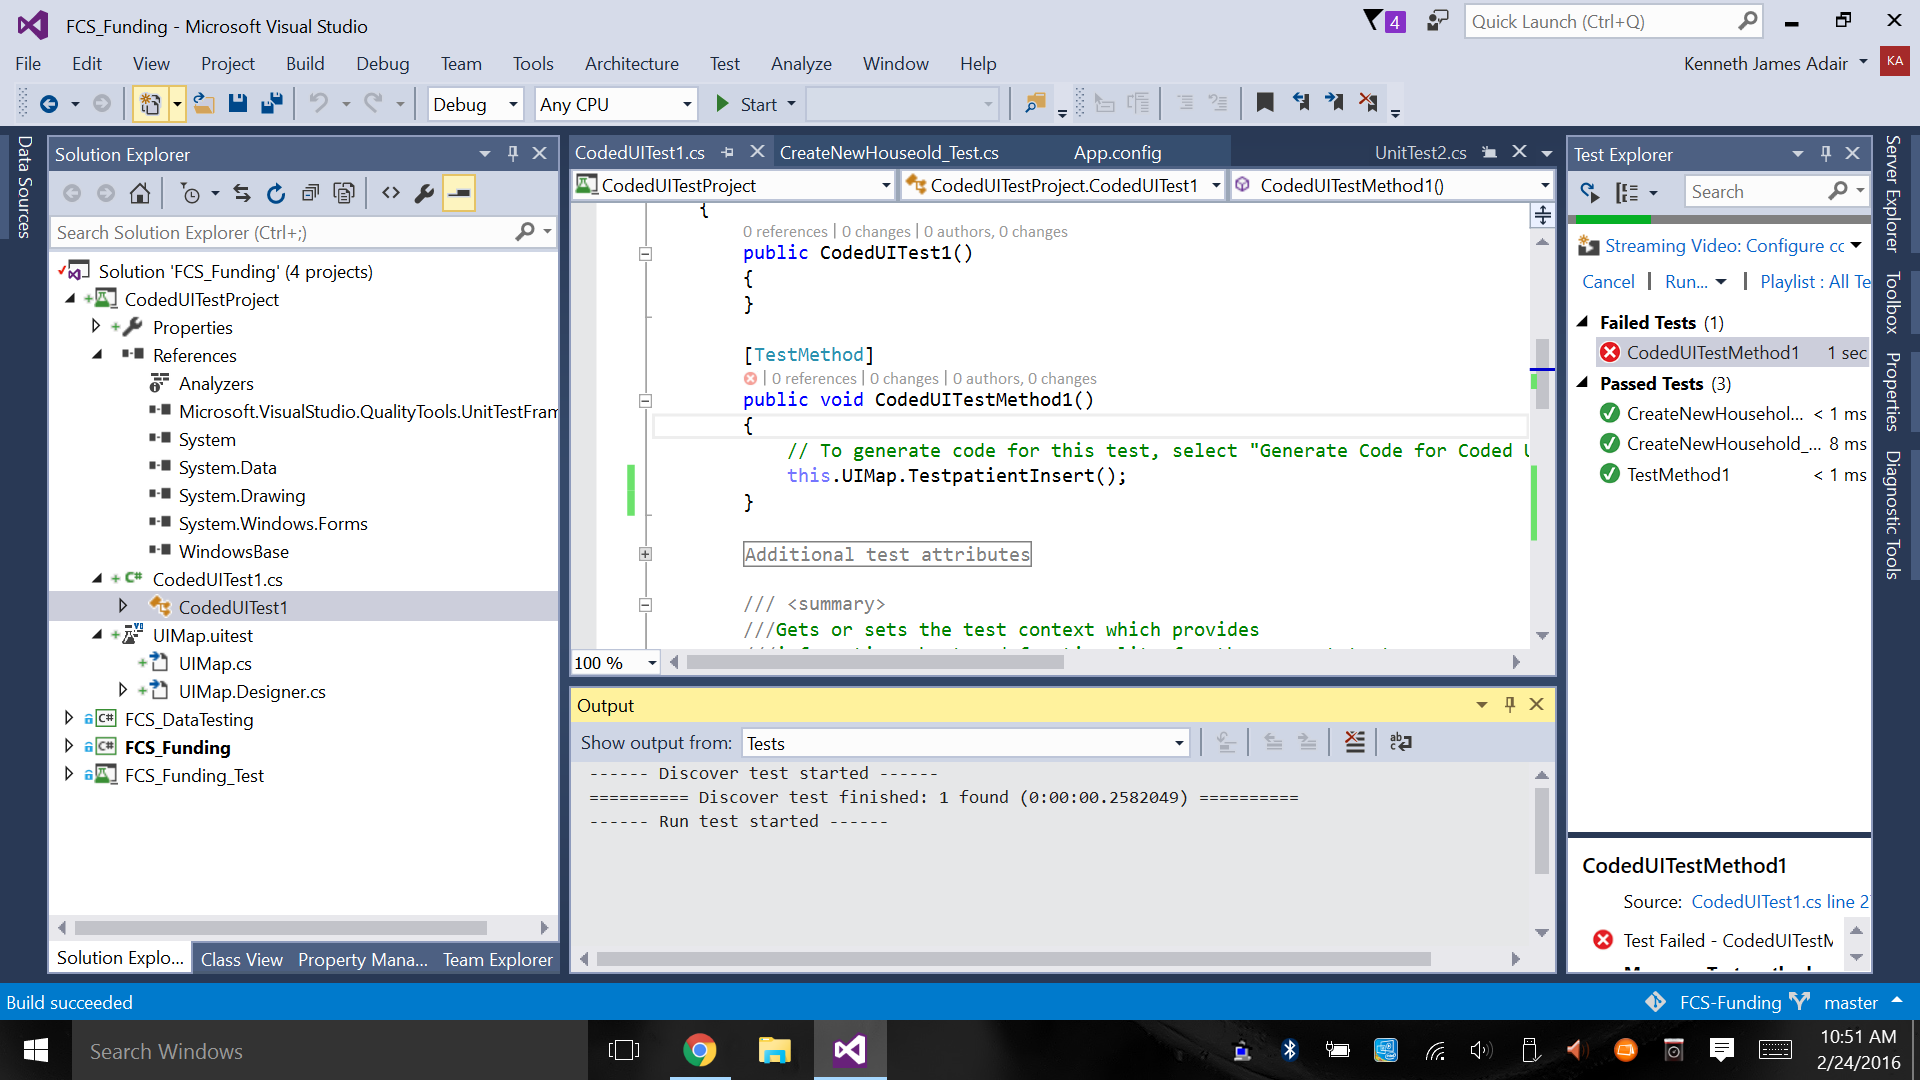 FCS_Funding - Microsoft Visual Studio
4
Quick Launch (Ctrl+Q)
File Edit View Project Build Debug Team Tools Architecture Test Analyze Window Help
Kenneth James Adair
KA
Debug
Any CPU
Start
Data Sources
Solution Explorer
Search Solution Explorer (Ctrl+;)
Solution 'FCS_Funding' (4 projects)
CodedUITestProject
Properties
References
Analyzers
Microsoft.VisualStudio.QualityTools.UnitTestFram
System
System.Data
System.Drawing
System.Windows.Forms
WindowsBase
C# CodedUITest1.cs
CodedUITest1
UIMap.uitest
UIMap.cs
UIMap.Designer.cs
C# FCS_DataTesting
C# FCS_Funding
FCS_Funding_Test
Solution Explo... Class View Property Mana... Team Explorer
CodedUITest1.cs CreateNewHouseold_Test.cs App.config UnitTest2.cs
CodedUITestProject CodedUITestProject.CodedUITest1 CodedUITestMethod1()
{
0 references | 0 changes | 0 authors, 0 changes
public CodedUITest1()
{
}
[TestMethod]
| 0 references | 0 changes | 0 authors, 0 changes
public void CodedUITestMethod1()
{
// To generate code for this test, select "Generate Code for Coded U
this.UIMap.TestpatientInsert();
}
Additional test attributes
/// <summary>
///Gets or sets the test context which provides
100 %
Output
Show output from: Tests
------ Discover test started ------
========== Discover test finished: 1 found (0:00:00.2582049) ==========
------ Run test started ------
Test Explorer
Search
Streaming Video: Configure cc
Cancel | Run... | Playlist : All Te
Failed Tests (1)
CodedUITestMethod1 1 sec
Passed Tests (3)
CreateNewHousehol... < 1 ms
CreateNewHousehold_... 8 ms
TestMethod1 < 1 ms
CodedUITestMethod1
Source: CodedUITest1.cs line 2
Test Failed - CodedUITestM
Server Explorer
Toolbox
Properties
Diagnostic Tools
Build succeeded
FCS-Funding
master
Search Windows
10:51 AM
2/24/2016